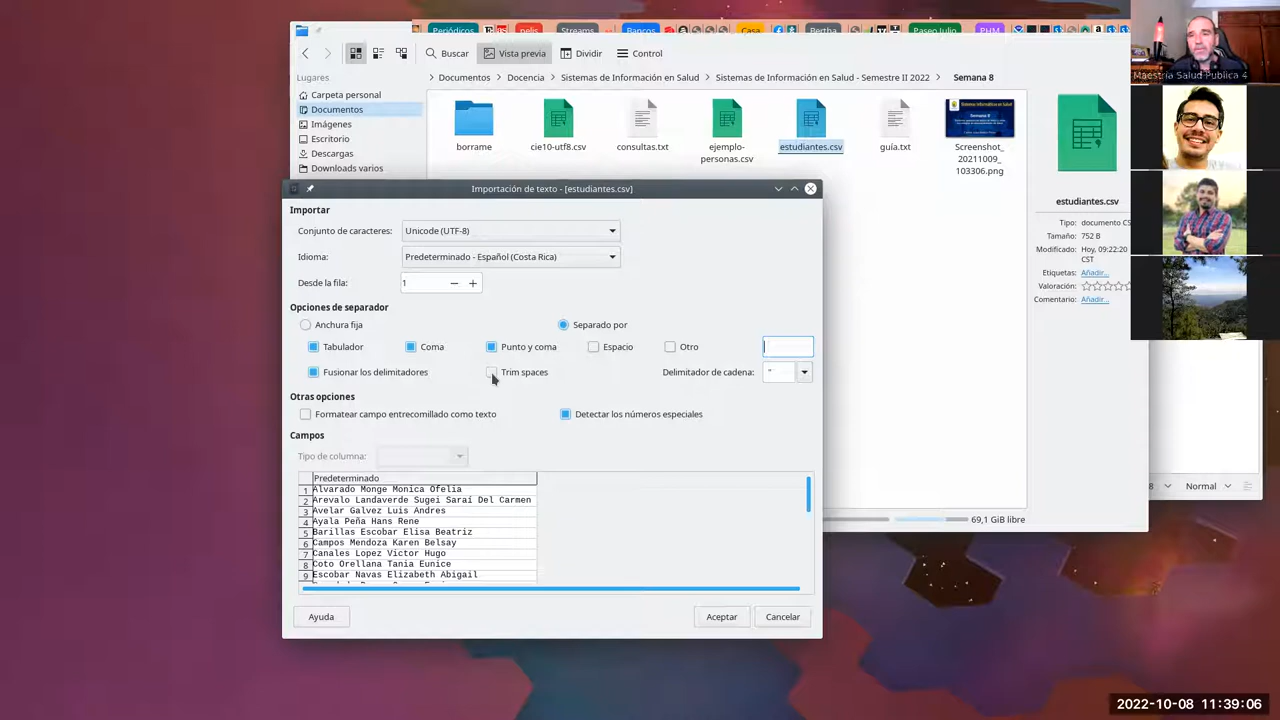 Periódicos
pelis
Streams
Bancos
Casa
Bertha
Paseo Julio
PHM
Buscar
Vista previa
Dividir
Control
Lugares
Documentos
Docencia
Sistemas de Información en Salud
Sistemas de Información en Salud - Semestre II 2022
Semana 8
Carpeta personal
Documentos
Imágenes
Escritorio
Descargas
Downloads varios
borrame
cie10-utf8.csv
consultas.txt
ejemplo-
personas.csv
estudiantes.csv
guía.txt
Screenshot_
20211009_
103306.png
Semana 8
estudiantes.csv
Tipo: documento CS
Tamaño: 752 B
Modificado: Hoy, 09:22:20
CST
Etiquetas: Añadir...
Valoración:
Comentario: Añadir...
Maestría Salud Publica 4
Importación de texto - [estudiantes.csv]
Importar
Conjunto de caracteres: Unicode (UTF-8)
Idioma: Predeterminado - Español (Costa Rica)
Desde la fila: 1
Opciones de separador
Anchura fija
Separado por
Tabulador
Coma
Punto y coma
Espacio
Otro
Fusionar los delimitadores
Trim spaces
Delimitador de cadena: "
Otras opciones
Formatear campo entrecomillado como texto
Detectar los números especiales
Campos
Tipo de columna:
Predeterminado
1 Alvarado Monge Monica Ofelia
2 Arevalo Landaverde Sugei Saraí Del Carmen
3 Avelar Galvez Luis Andres
4 Ayala Peña Hans Rene
5 Barillas Escobar Elisa Beatriz
6 Campos Mendoza Karen Belsay
7 Canales Lopez Victor Hugo
8 Coto Orellana Tania Eunice
9 Escobar Navas Elizabeth Abigail
Ayuda
Aceptar
Cancelar
8
Normal
69,1 GiB libre
2022-10-08 11:39:06